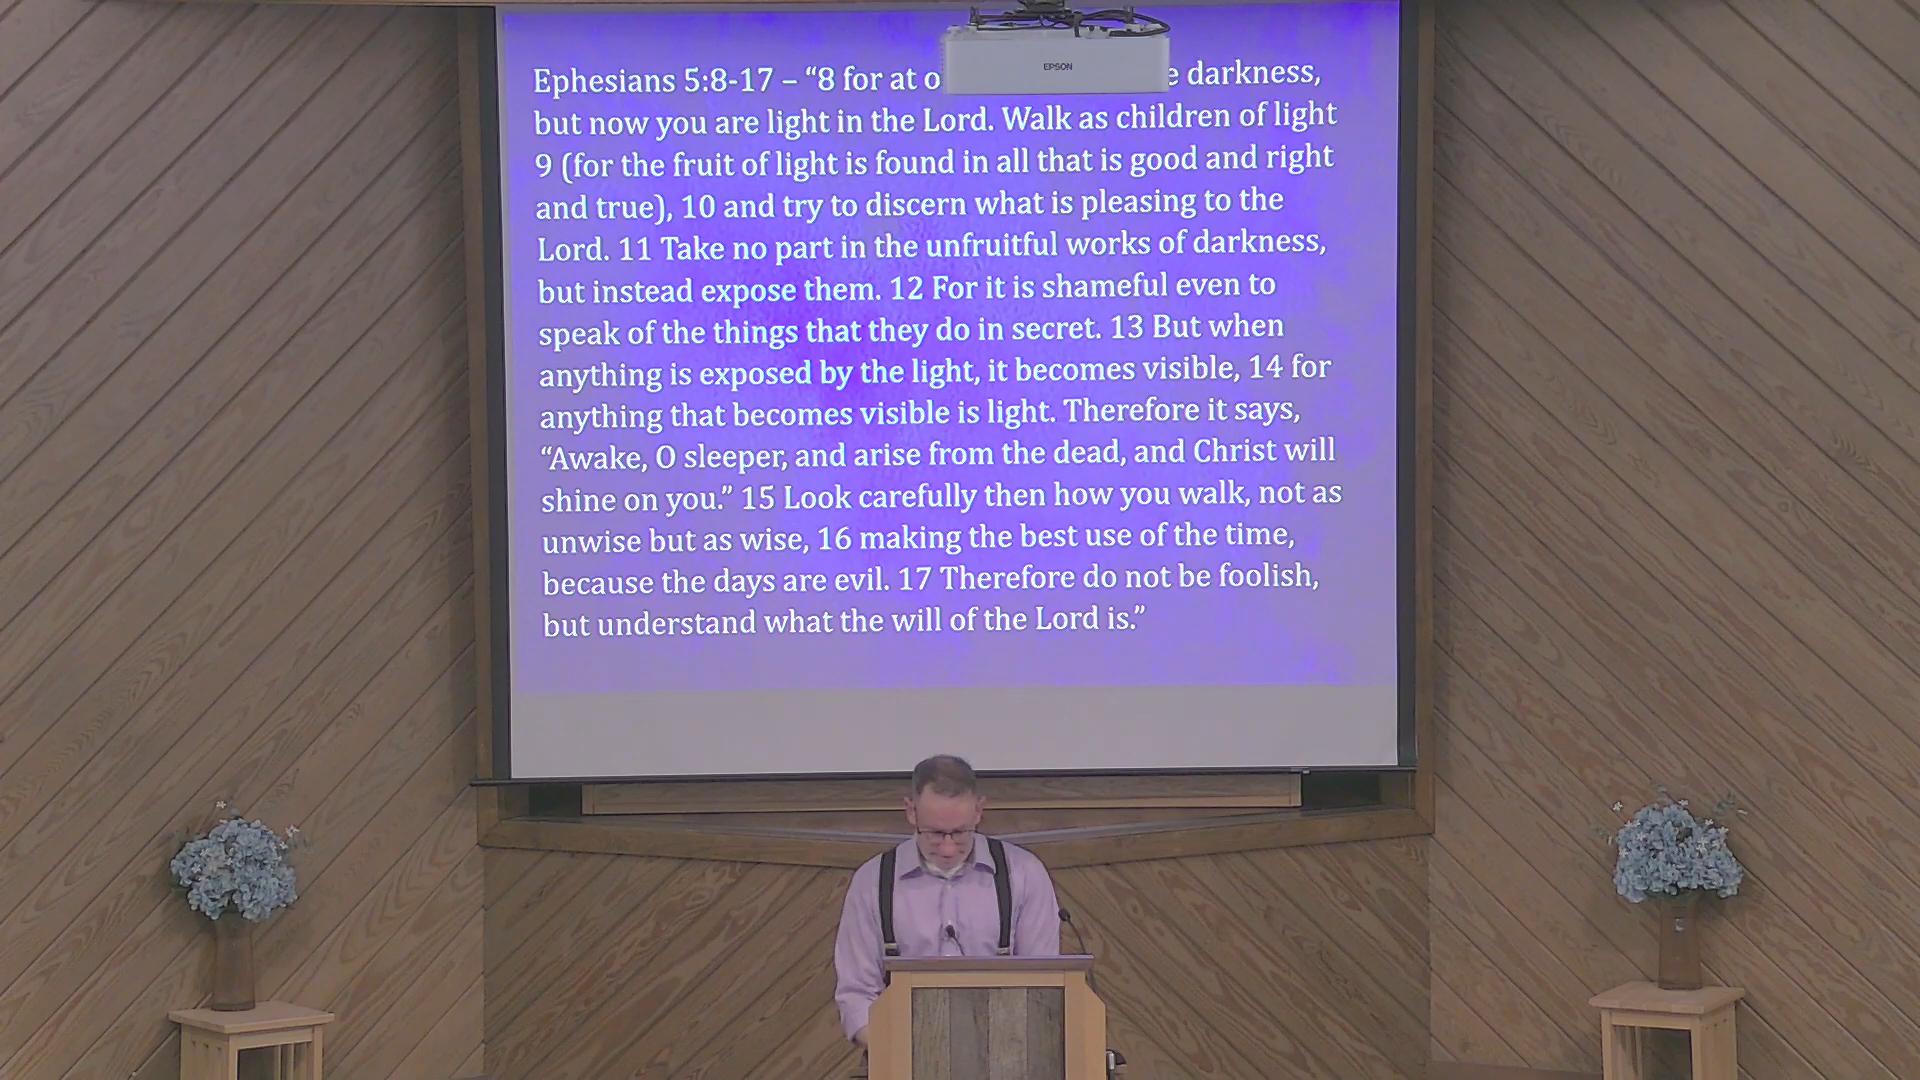 EPSON
Ephesians 5:8-17 – “8 for at o e darkness,
but now you are light in the Lord. Walk as children of light
9 (for the fruit of light is found in all that is good and right
and true), 10 and try to discern what is pleasing to the
Lord. 11 Take no part in the unfruitful works of darkness,
but instead expose them. 12 For it is shameful even to
speak of the things that they do in secret. 13 But when
anything is exposed by the light, it becomes visible, 14 for
anything that becomes visible is light. Therefore it says,
“Awake, O sleeper, and arise from the dead, and Christ will
shine on you.” 15 Look carefully then how you walk, not as
unwise but as wise, 16 making the best use of the time,
because the days are evil. 17 Therefore do not be foolish,
but understand what the will of the Lord is.”